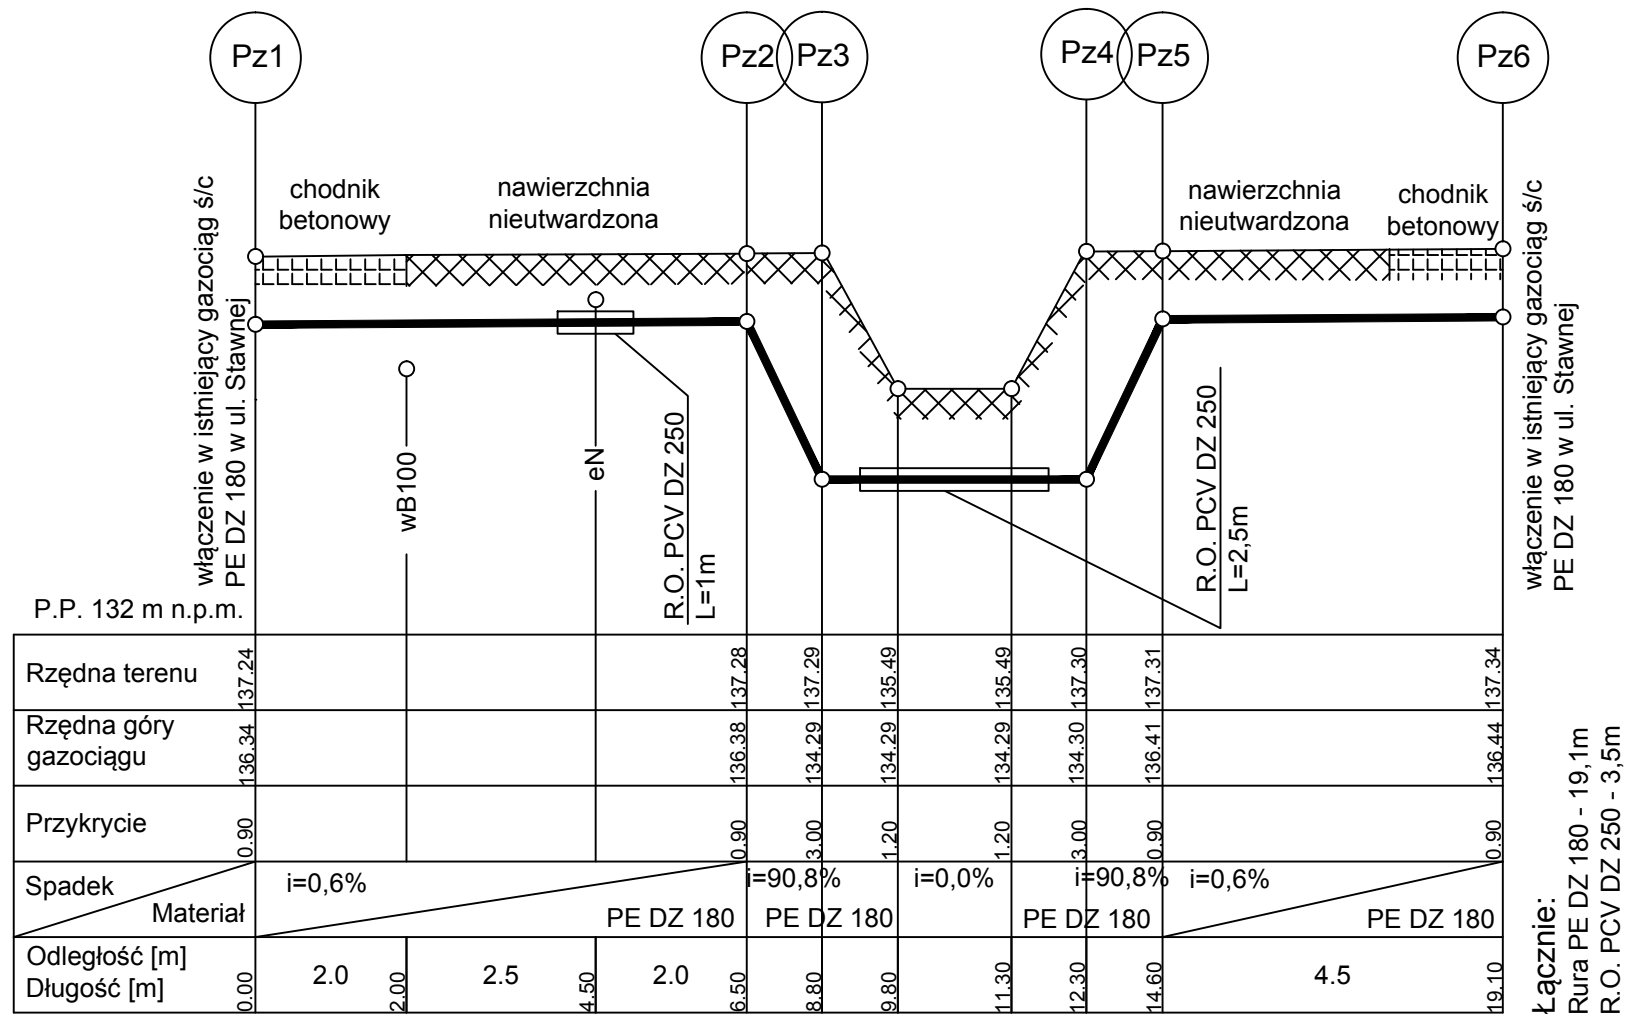 Pz1
Pz2
Pz3
Pz4
Pz5
Pz6
włączenie w istniejący gazociąg ś/c
PE DZ 180 w ul. Stawnej
chodnik
betonowy
nawierzchnia
nieutwardzona
nawierzchnia
nieutwardzona
chodnik
betonowy
włączenie w istniejący gazociąg ś/c
PE DZ 180 w ul. Stawnej
wB100
eN
R.O. PCV DZ 250
L=1m
R.O. PCV DZ 250
L=2,5m
P.P. 132 m n.p.m.
Rzędna terenu
137.24
137.28
137.29
135.49
135.49
137.30
137.31
137.34
Rzędna góry
gazociągu
136.34
136.38
134.29
134.29
134.29
134.30
136.41
136.44
Przykrycie
0.90
0.90
3.00
1.20
1.20
3.00
0.90
0.90
Spadek
Materiał
i=0,6%
i=90,8%
i=0,0%
i=90,8%
i=0,6%
PE DZ 180
PE DZ 180
PE DZ 180
PE DZ 180
Odległość [m]
Długość [m]
2.0
2.5
2.0
4.5
0.00
2.00
4.50
6.50
8.80
9.80
11.30
12.30
14.60
19.10
Łącznie:
Rura PE DZ 180 - 19,1m
R.O. PCV DZ 250 - 3,5m